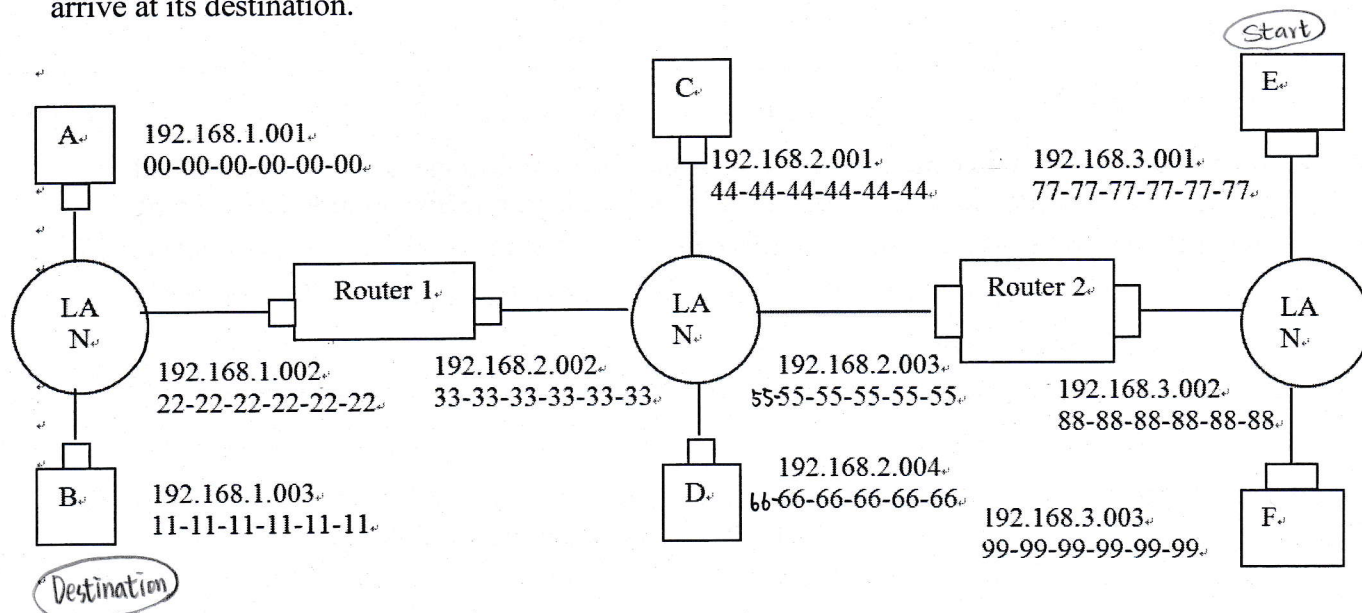 arrive at its destination.
Start
A
192.168.1.001
00-00-00-00-00-00
C
192.168.2.001
44-44-44-44-44-44
192.168.3.001
77-77-77-77-77-77
E
LA
N
Router 1
LA
N
Router 2
LA
N
192.168.1.002
22-22-22-22-22-22
192.168.2.002
33-33-33-33-33-33
192.168.2.003
55-55-55-55-55-55
192.168.3.002
88-88-88-88-88-88
B
192.168.1.003
11-11-11-11-11-11
D
192.168.2.004
66-66-66-66-66-66
192.168.3.003
99-99-99-99-99-99
F
Destination